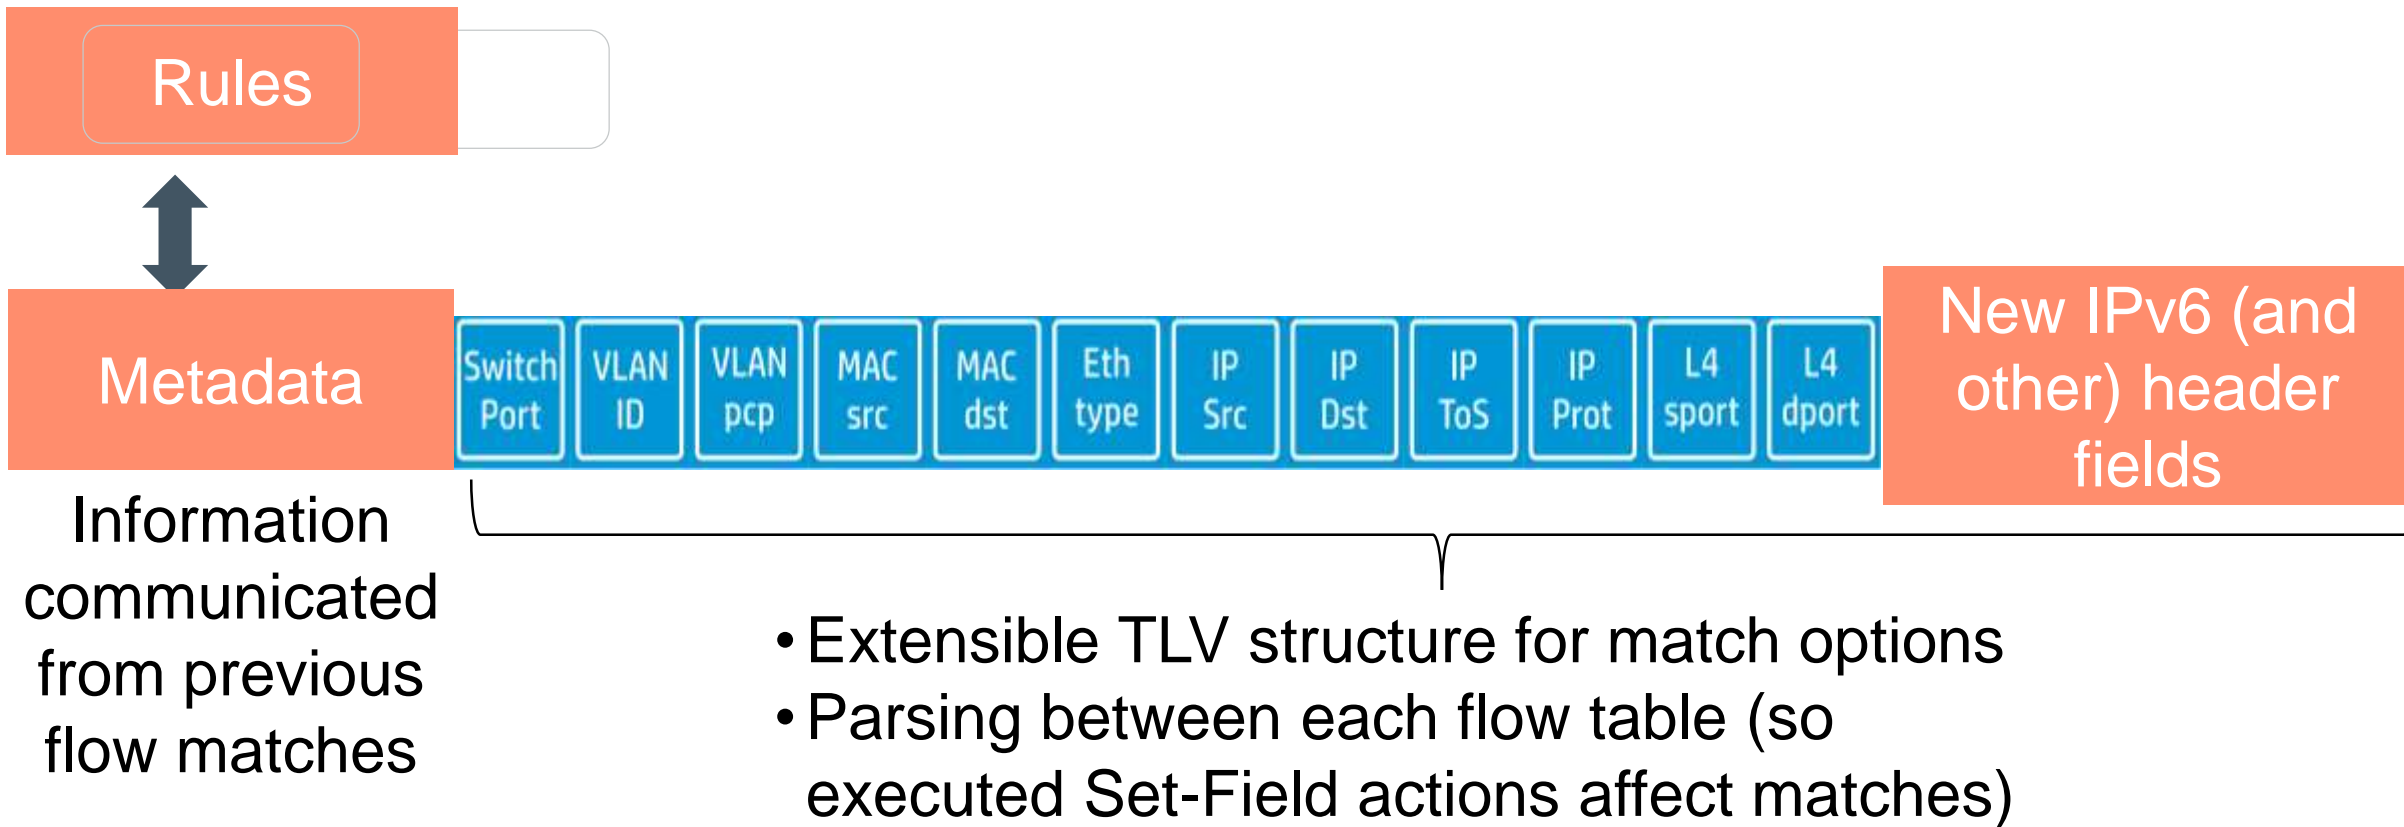 Rules
Metadata
Switch
Port
VLAN
ID
VLAN
pcp
MAC
src
MAC
dst
Eth
type
IP
Src
IP
Dst
IP
ToS
IP
Prot
L4
sport
L4
dport
New IPv6 (and
other) header
fields
Information
communicated
from previous
flow matches
• Extensible TLV structure for match options
• Parsing between each flow table (so
executed Set-Field actions affect matches)